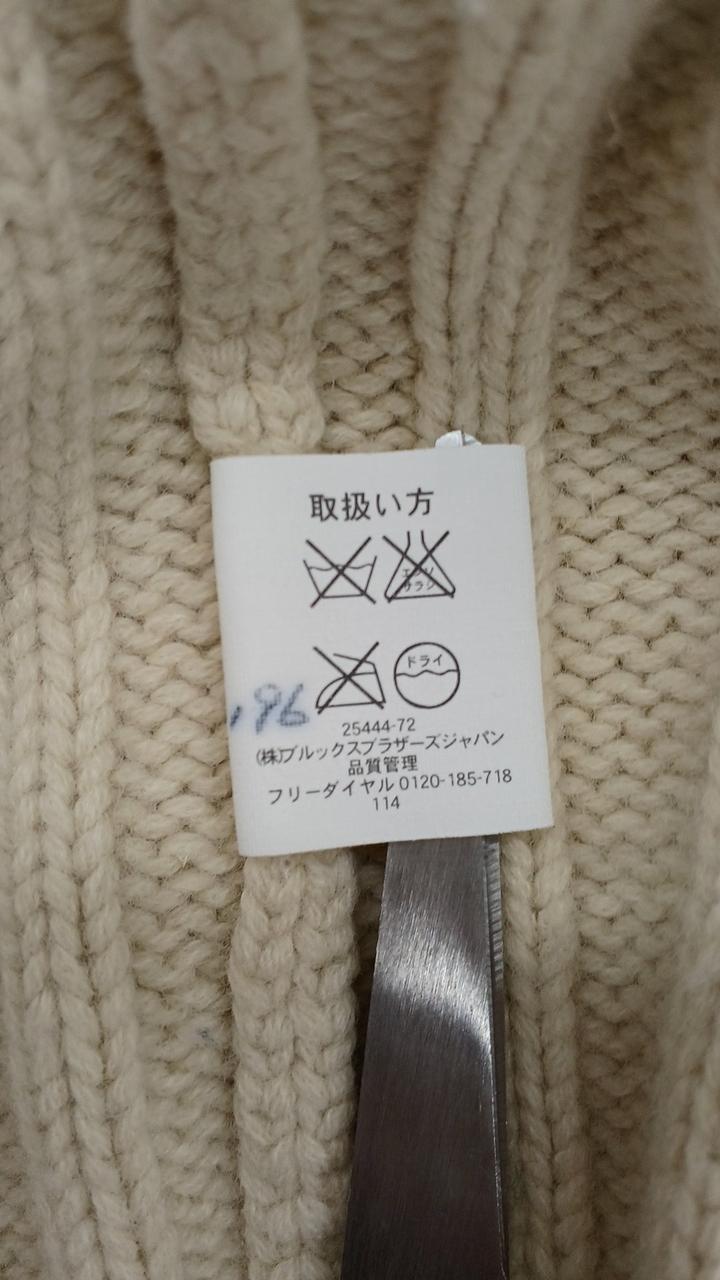 取扱い方
エンソ
サラシ
ドライ
'96
25444-72
(株)ブルックスブラザーズジャパン
品質管理
フリーダイヤル 0120-185-718
114